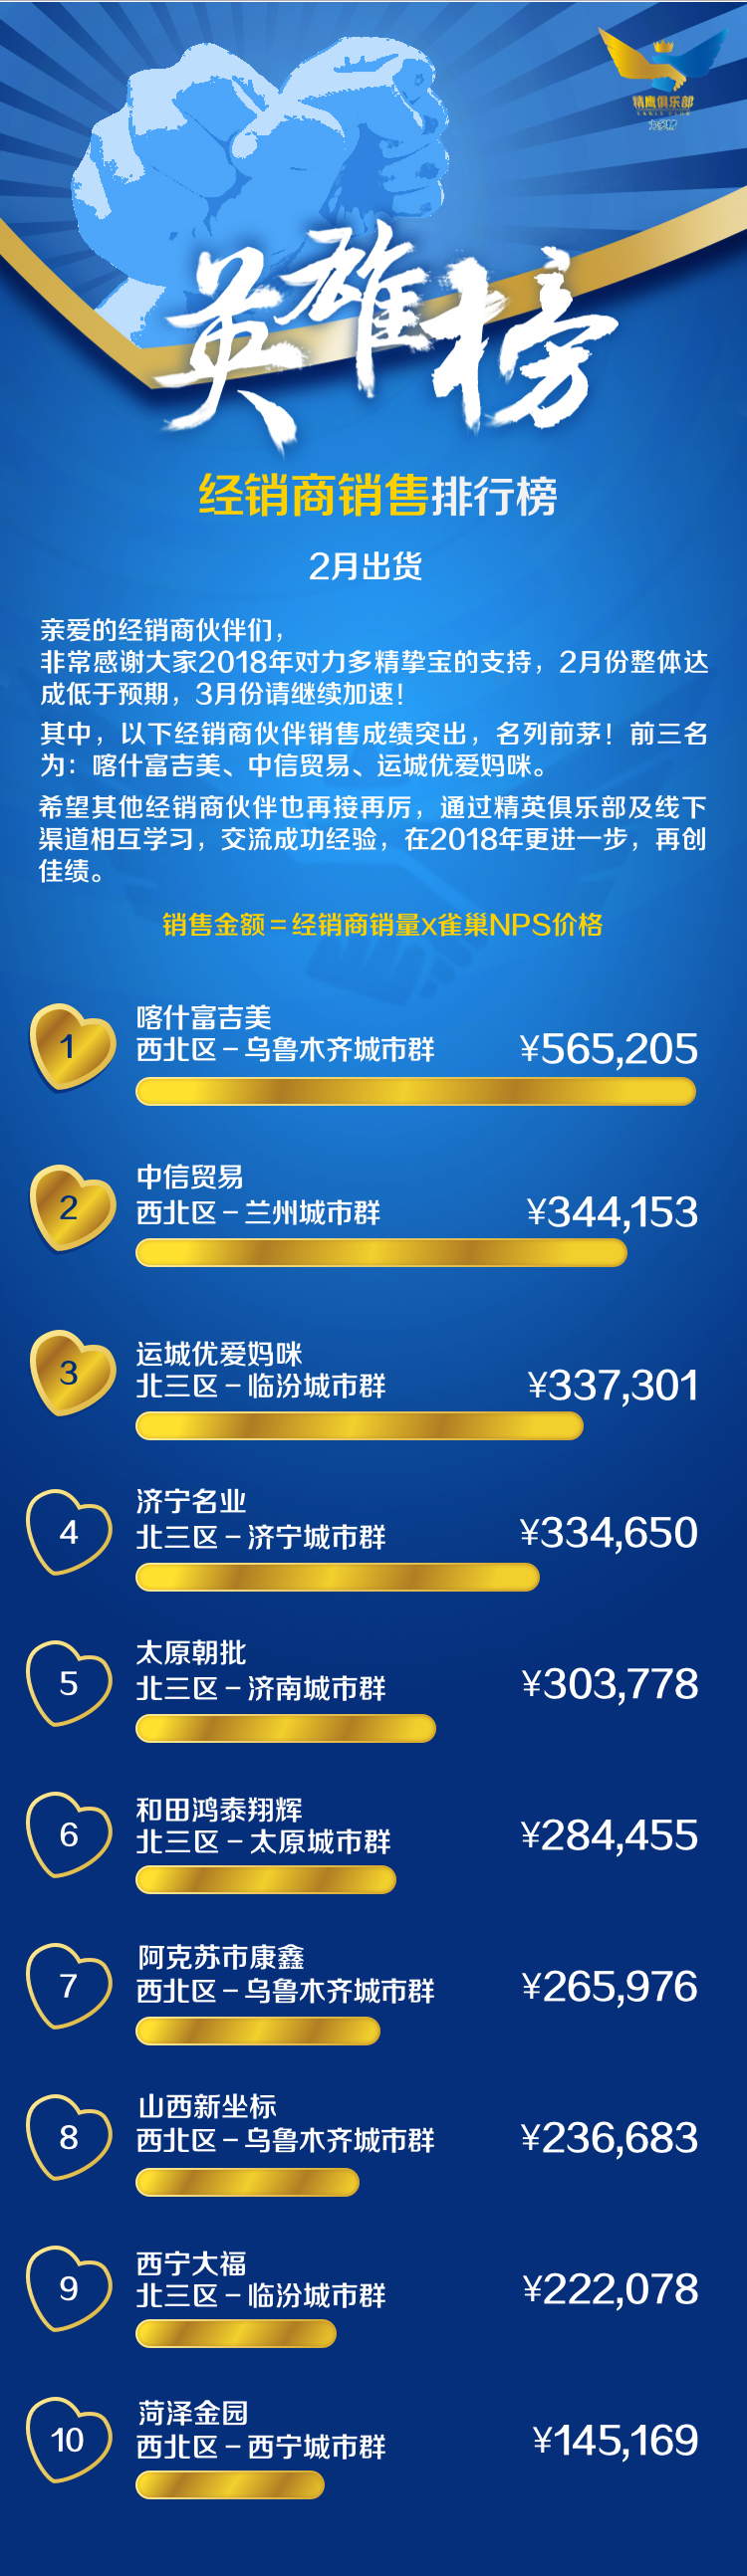 精鹰俱乐部
EAGLE CLUB
力多精
英雄榜
经销商销售排行榜
2月出货
亲爱的经销商伙伴们，
非常感谢大家2018年对力多精挚宝的支持，2月份整体达
成低于预期，3月份请继续加速！
其中，以下经销商伙伴销售成绩突出，名列前茅！前三名
为：喀什富吉美、中信贸易、运城优爱妈咪。
希望其他经销商伙伴也再接再厉，通过精英俱乐部及线下
渠道相互学习，交流成功经验，在2018年更进一步，再创
佳绩。
销售金额＝经销商销量x雀巢NPS价格
1
喀什富吉美
西北区－乌鲁木齐城市群
¥565,205
2
中信贸易
西北区－兰州城市群
¥344,153
3
运城优爱妈咪
北三区－临汾城市群
¥337,301
4
济宁名业
北三区－济宁城市群
¥334,650
5
太原朝批
北三区－济南城市群
¥303,778
6
和田鸿泰翔辉
北三区－太原城市群
¥284,455
7
阿克苏市康鑫
西北区－乌鲁木齐城市群
¥265,976
8
山西新坐标
西北区－乌鲁木齐城市群
¥236,683
9
西宁大福
北三区－临汾城市群
¥222,078
10
菏泽金园
西北区－西宁城市群
¥145,169